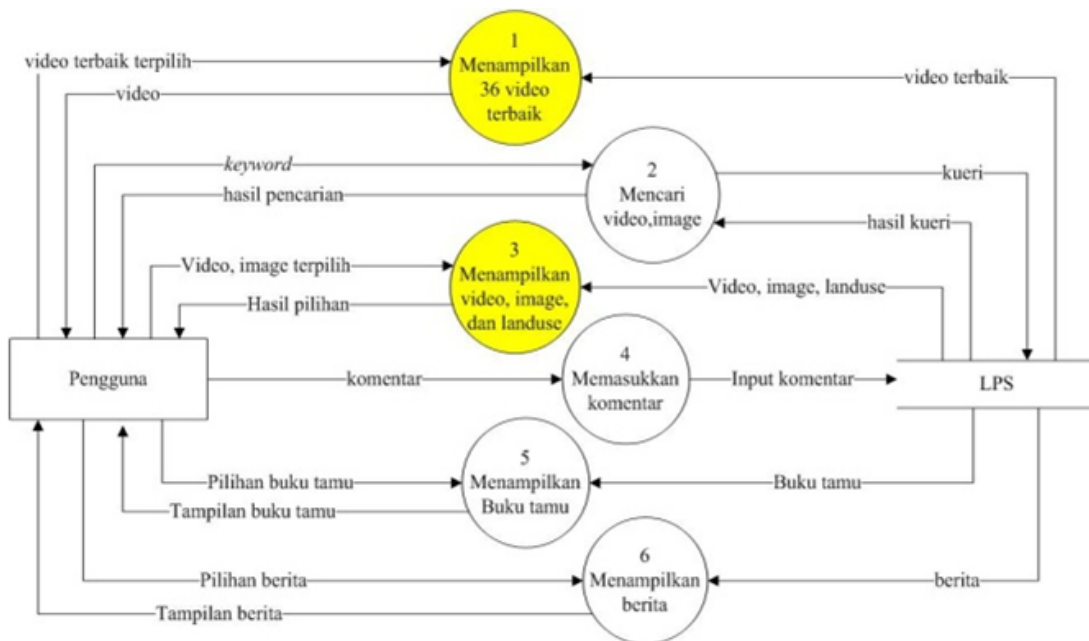 1
Menampilkan
36 video
terbaik
video terbaik terpilih
video terbaik
video
keyword
2
Mencari
video,image
kueri
hasil pencarian
hasil kueri
3
Menampilkan
video, image,
dan landuse
Video, image terpilih
Video, image, landuse
Hasil pilihan
Pengguna
komentar
4
Memasukkan
komentar
Input komentar
LPS
5
Menampilkan
Buku tamu
Pilihan buku tamu
Buku tamu
Tampilan buku tamu
6
Menampilkan
berita
Pilihan berita
berita
Tampilan berita